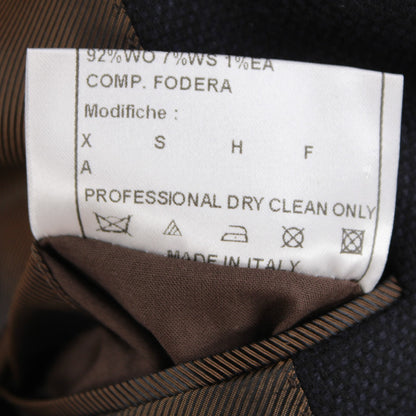 92%WO 7%WS 1%EA
COMP. FODERA
Modifiche :
X S H F
A
PROFESSIONAL DRY CLEAN ONLY
MADE IN ITALY